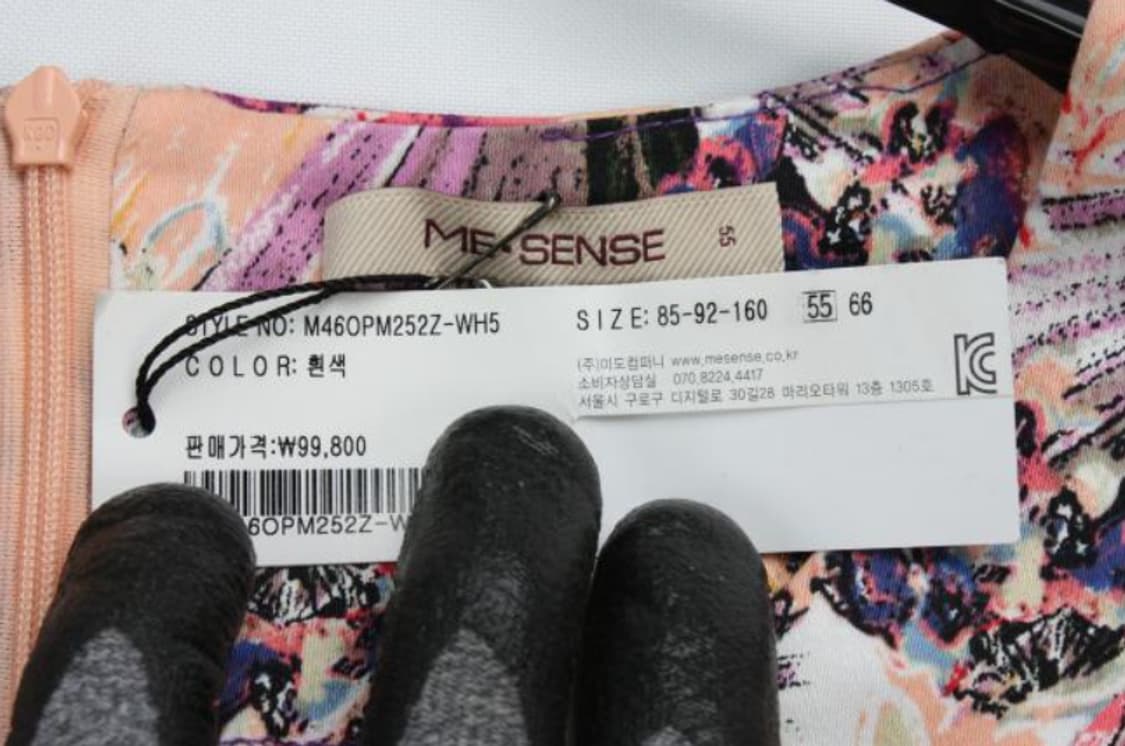 ME·SENSE
55
STYLE NO: M46OPM252Z-WH5
COLOR: 흰색
SIZE: 85-92-160 55 66
(주)이도컴퍼니 www.mesense.co.kr
소비자상담실 070.8224.4417
서울시 구로구 디지털로 30길28 마리오타워 13층 1305호
판매가격:₩99,800
6OPM252Z-W